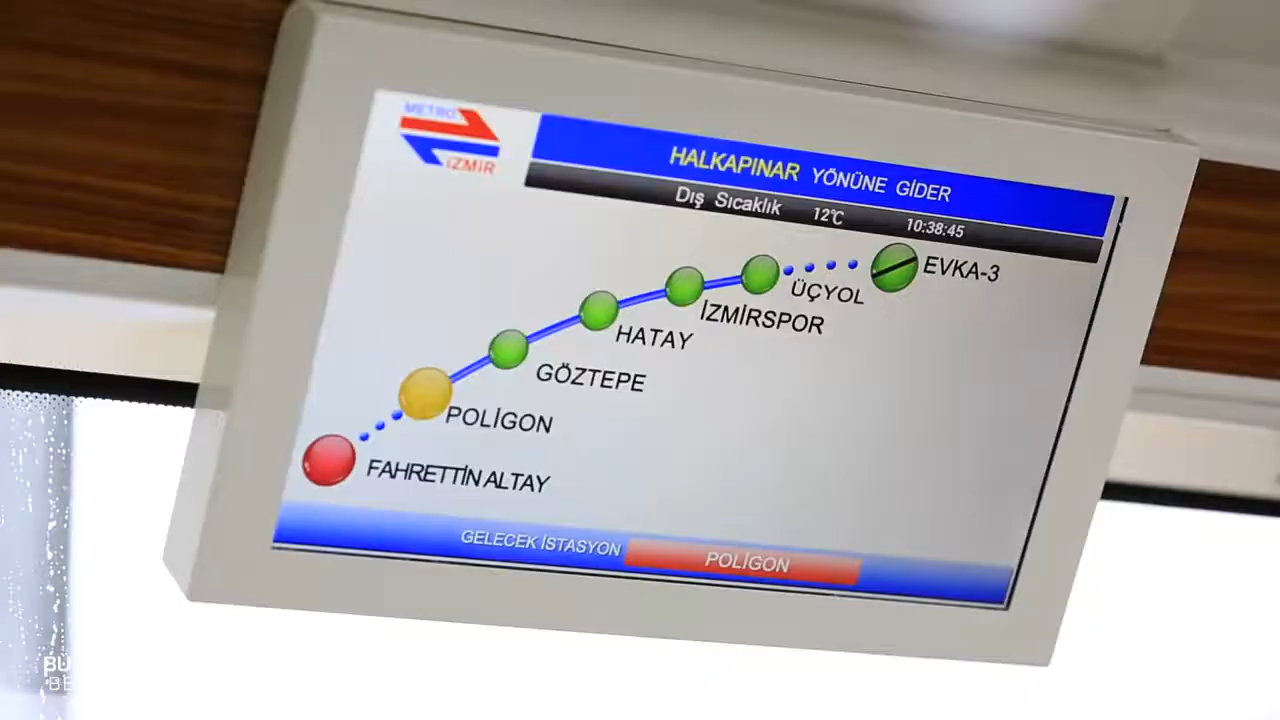 METRO
İZMİR
HALKAPINAR YÖNÜNE GİDER
Dış Sıcaklık 12℃ 10:38:45
EVKA-3
ÜÇYOL
İZMİRSPOR
HATAY
GÖZTEPE
POLİGON
FAHRETTİN ALTAY
GELECEK İSTASYON POLİGON